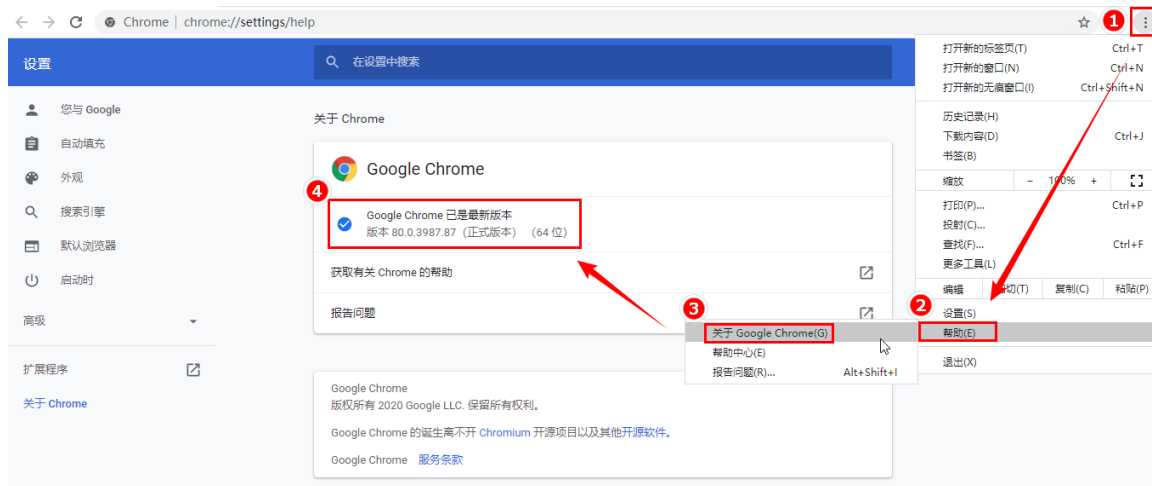 Chrome | chrome://settings/help
1
设置
在设置中搜索
您与 Google
自动填充
外观
搜索引擎
默认浏览器
启动时
高级
扩展程序
关于 Chrome
关于 Chrome
Google Chrome
4
Google Chrome 已是最新版本
版本 80.0.3987.87（正式版本） （64 位）
获取有关 Chrome 的帮助
报告问题
Google Chrome
版权所有 2020 Google LLC. 保留所有权利。
Google Chrome 的诞生离不开 Chromium 开源项目以及其他开源软件。
Google Chrome 服务条款
打开新的标签页(T) Ctrl+T
打开新的窗口(N) Ctrl+N
打开新的无痕窗口(I) Ctrl+Shift+N
历史记录(H)
下载内容(D) Ctrl+J
书签(B)
缩放 - 100% +
打印(P)... Ctrl+P
投射(C)...
查找(F)... Ctrl+F
更多工具(L)
编辑 切(T) 复制(C) 粘贴(P)
2
设置(S)
帮助(E)
退出(X)
3
关于 Google Chrome(G)
帮助中心(E)
报告问题(R)... Alt+Shift+I